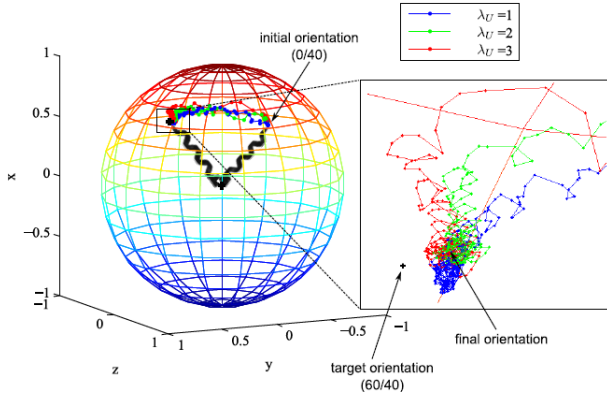 λU =1
λU =2
λU =3
initial orientation
(0/40)
1
0.5
0
−0.5
−1
x
−1
0
1
z
1
0.5
0
−0.5
−1
y
target orientation
(60/40)
final orientation